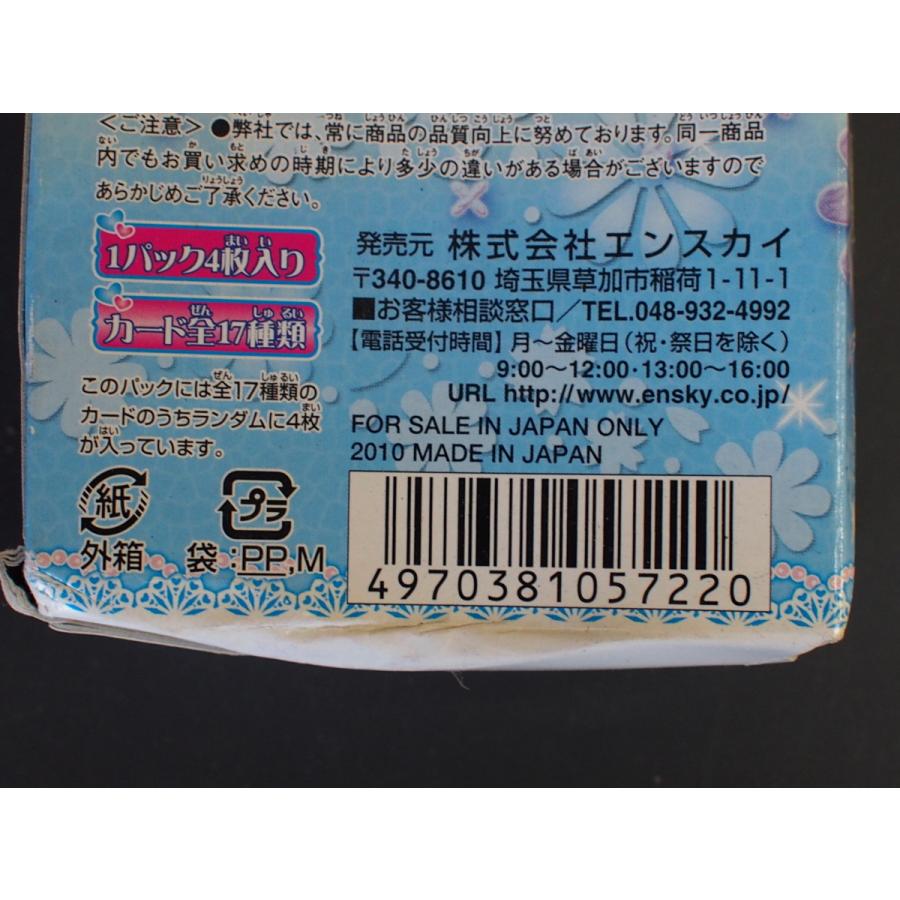 <ご注意> ●弊社では、常に商品の品質向上に努めております。同一商品
内でもお買い求めの時期により多少の違いがある場合がございますので
あらかじめご了承ください。
1パック4枚入り
カード全17種類
このパックには全17種類の
カードのうちランダムに4枚
が入っています。
発売元 株式会社エンスカイ
〒340-8610 埼玉県草加市稲荷1-11-1
■お客様相談窓口/TEL.048-932-4992
【電話受付時間】月〜金曜日(祝・祭日を除く)
9:00〜12:00・13:00〜16:00
URL http://www.ensky.co.jp/
FOR SALE IN JAPAN ONLY
2010 MADE IN JAPAN
紙
外箱
プラ
袋:PP,M
4970381057220